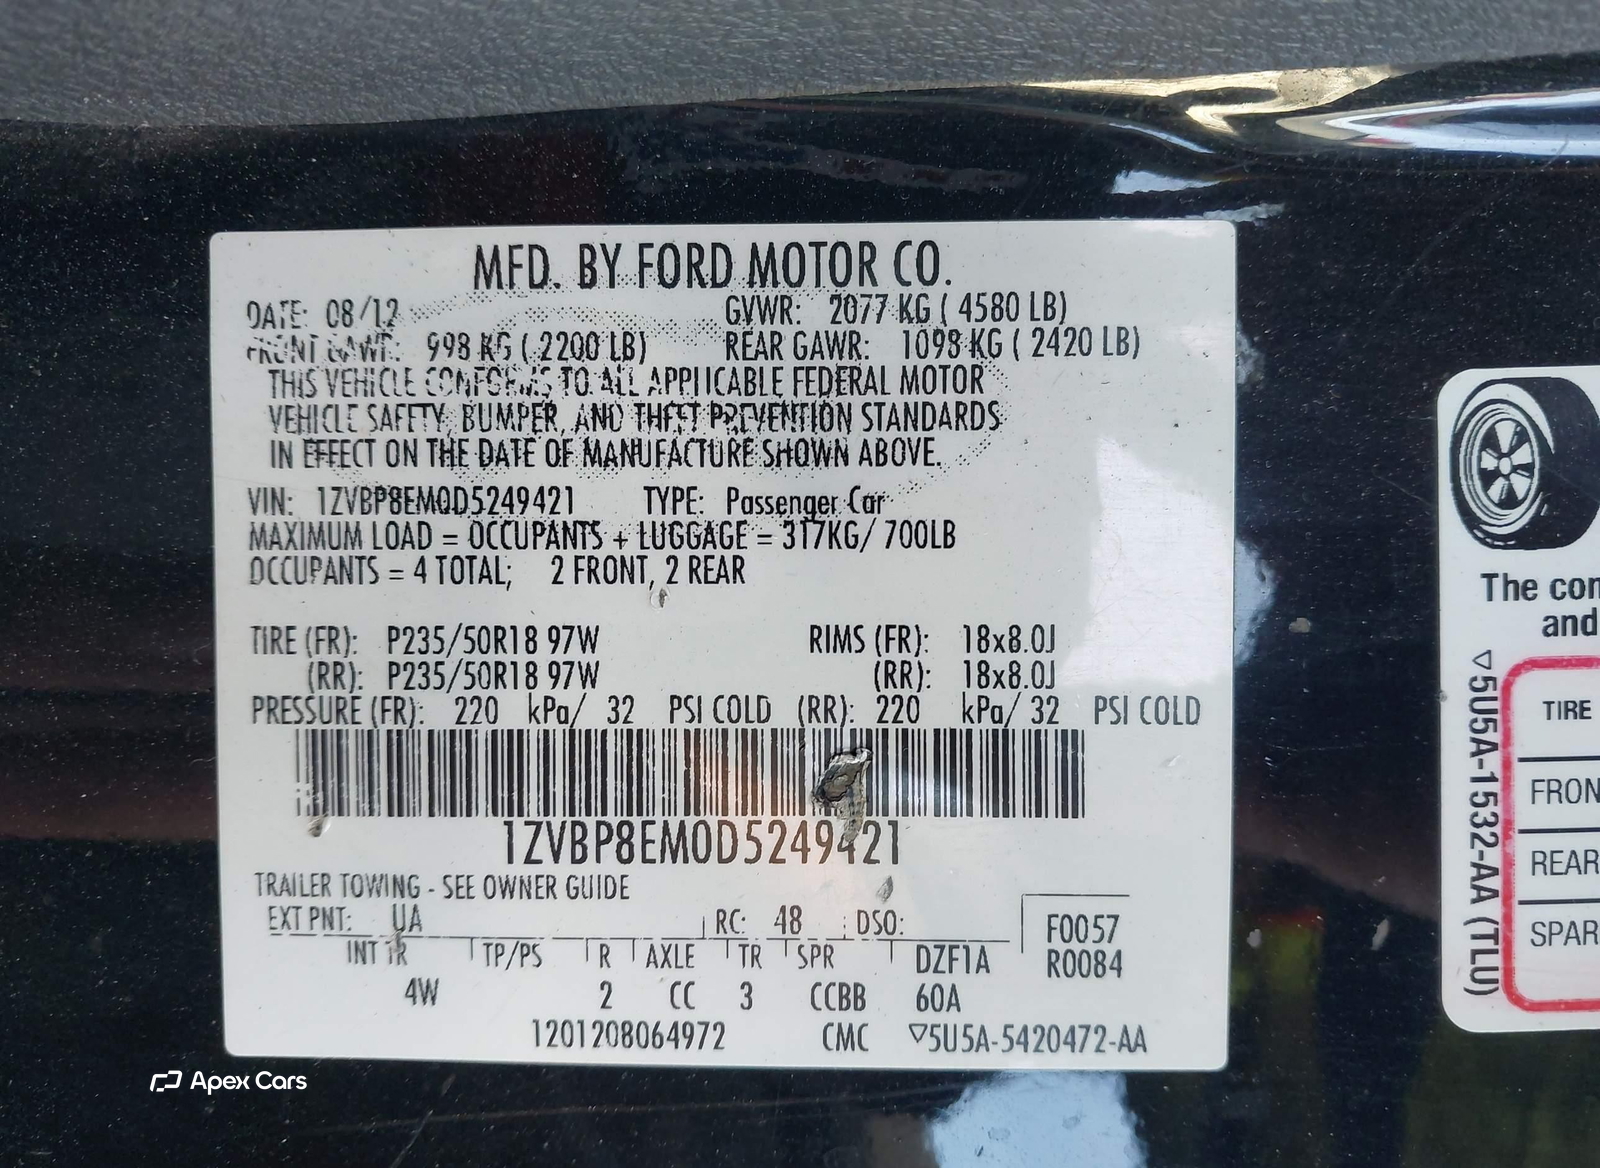 MFD. BY FORD MOTOR CO.
DATE: 08/12 GVWR: 2077 KG ( 4580 LB)
FRONT GAWR: 998 KG ( 2200 LB) REAR GAWR: 1098 KG ( 2420 LB)
THIS VEHICLE CONFORMS TO ALL APPLICABLE FEDERAL MOTOR
VEHICLE SAFETY, BUMPER, AND THEFT PREVENTION STANDARDS
IN EFFECT ON THE DATE OF MANUFACTURE SHOWN ABOVE.
VIN: 1ZVBP8EM0D5249421 TYPE: Passenger Car
MAXIMUM LOAD = OCCUPANTS + LUGGAGE = 317KG/ 700LB
OCCUPANTS = 4 TOTAL; 2 FRONT, 2 REAR
TIRE (FR): P235/50R18 97W RIMS (FR): 18x8.0J
(RR): P235/50R18 97W (RR): 18x8.0J
PRESSURE (FR): 220 kPa/ 32 PSI COLD (RR): 220 kPa/ 32 PSI COLD
1ZVBP8EM0D5249421
TRAILER TOWING - SEE OWNER GUIDE
EXT PNT: UA RC: 48 DSO: F0057
INT TR TP/PS R AXLE TR SPR DZF1A R0084
4W 2 CC 3 CCBB 60A
1201208064972 CMC ▽5U5A-5420472-AA
The con
and
▽5U5A-1532-AA (TLU)
TIRE
FRON
REAR
SPAR
Apex Cars